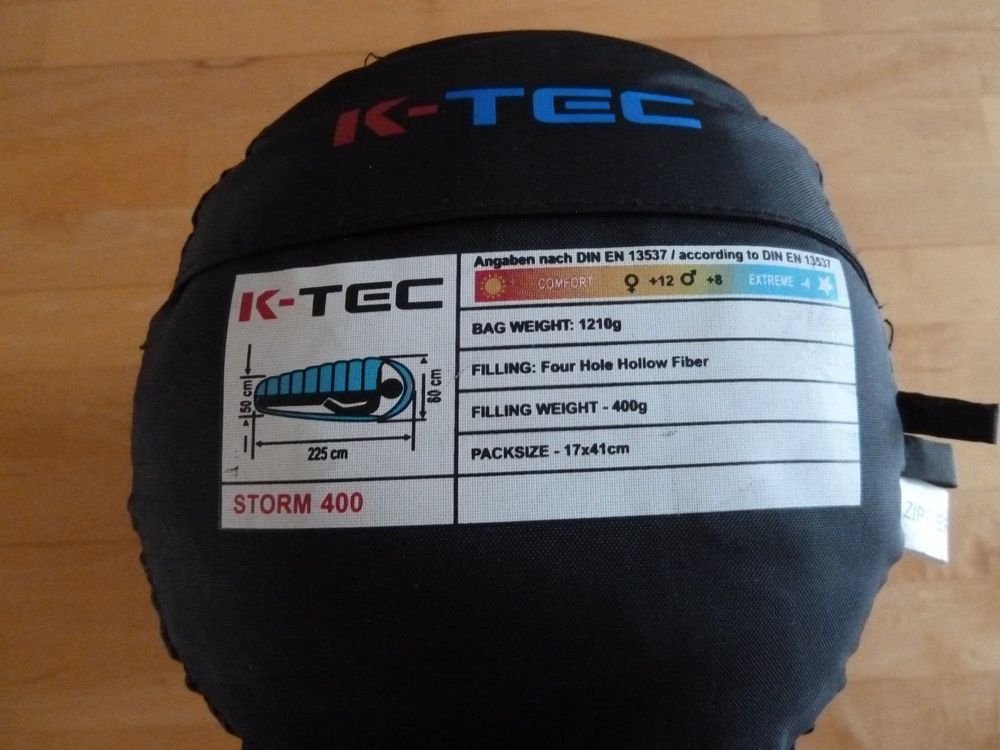 K-TEC
K-TEC
Angaben nach DIN EN 13537 / according to DIN EN 13537
COMFORT ♀ +12 ♂ +8 EXTREME -4
BAG WEIGHT: 1210g
FILLING: Four Hole Hollow Fiber
FILLING WEIGHT - 400g
PACKSIZE - 17x41cm
50 cm
80 cm
225 cm
STORM 400